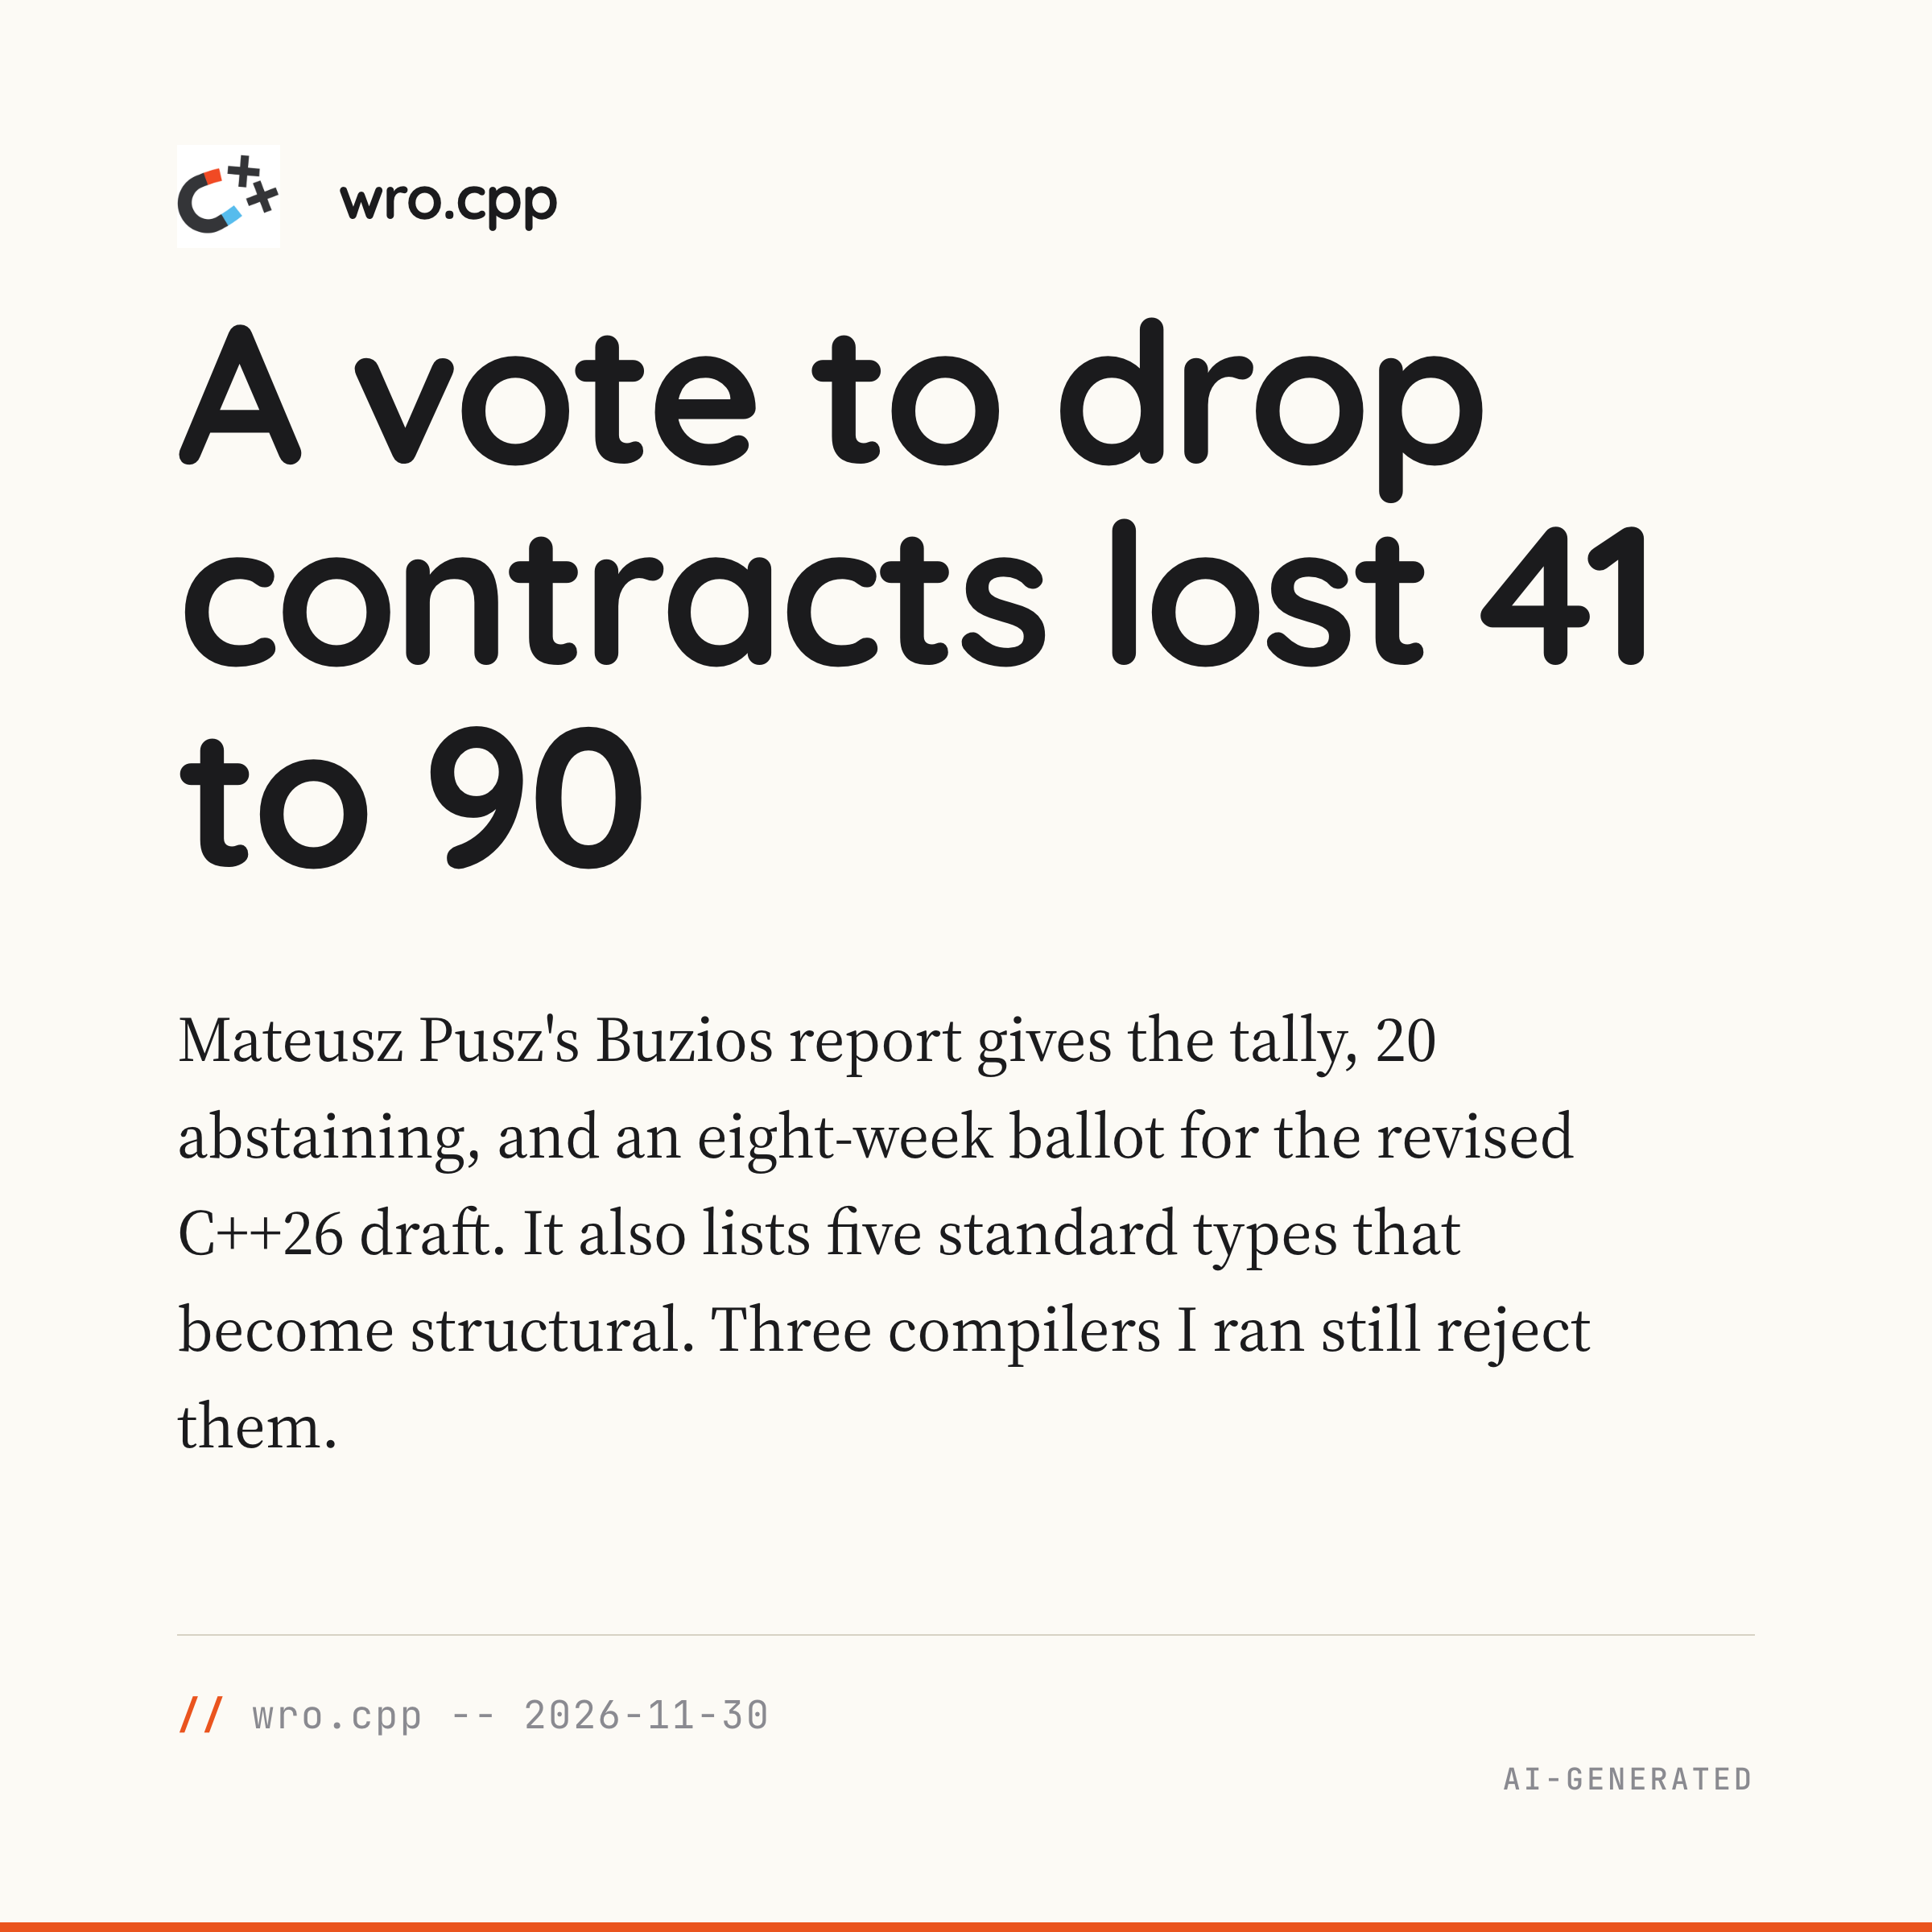 wro.cpp
A vote to drop
contracts lost 41
to 90
Mateusz Pusz's Buzios report gives the tally, 20
abstaining, and an eight-week ballot for the revised
C++26 draft. It also lists five standard types that
become structural. Three compilers I ran still reject
them.
// wro.cpp -- 2026-11-30
AI-GENERATED